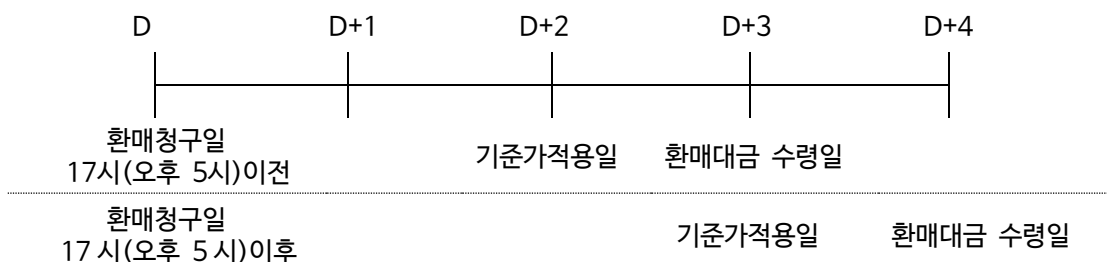 D D+1 D+2 D+3 D+4
환매청구일
17시(오후 5시)이전
기준가적용일 환매대금 수령일
환매청구일
17 시(오후 5 시)이후
기준가적용일 환매대금 수령일